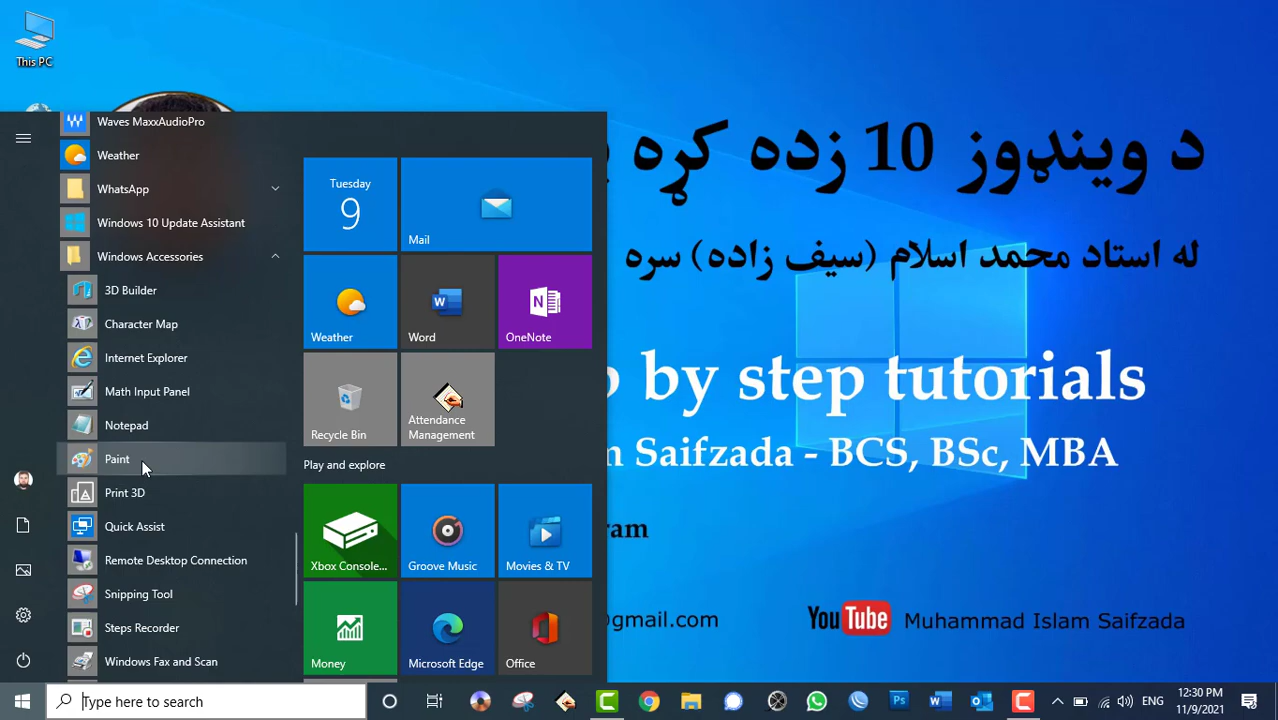 This PC
Waves MaxxAudioPro
Weather
WhatsApp
Windows 10 Update Assistant
Windows Accessories
3D Builder
Character Map
Internet Explorer
Math Input Panel
Notepad
Paint
Print 3D
Quick Assist
Remote Desktop Connection
Snipping Tool
Steps Recorder
Windows Fax and Scan
Tuesday
9
Mail
Weather
Word
OneNote
Recycle Bin
Attendance
Management
Play and explore
Xbox Console...
Groove Music
Movies & TV
Money
Microsoft Edge
Office
د وینډوز 10 زده کړه
له استاد محمد اسلام (سیف زاده) سره
by step tutorials
Saifzada - BCS, BSc, MBA
ram
@gmail.com
YouTube Muhammad Islam Saifzada
Type here to search
ENG
12:30 PM
11/9/2021